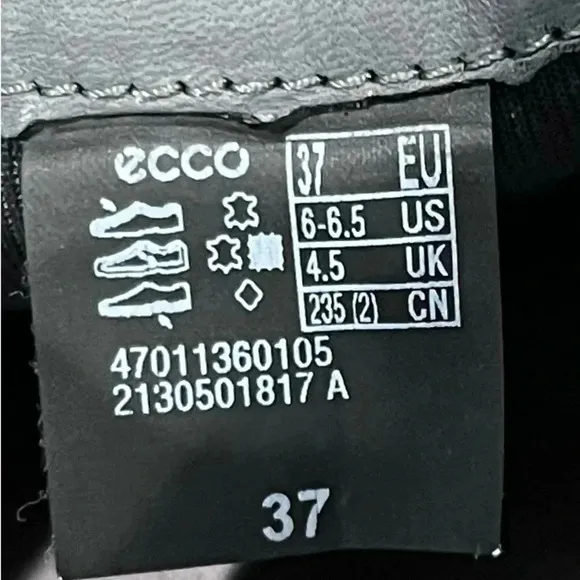 ecco
37 EU
6-6.5 US
4.5 UK
235 (2) CN
47011360105
2130501817 A
37